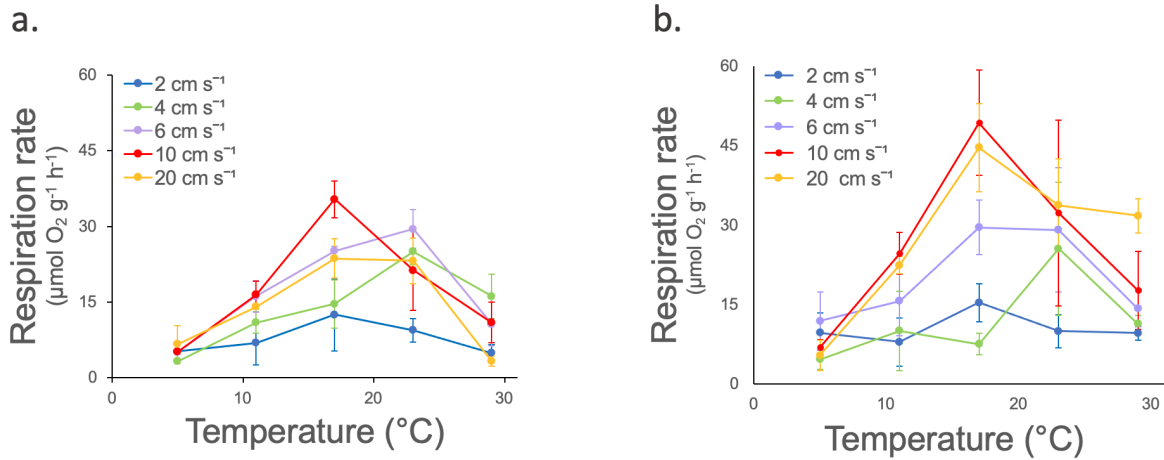 a.
60
45
30
15
0
0
10
20
30
Respiration rate
(µmol O₂ g⁻¹ h⁻¹)
Temperature (°C)
2 cm s⁻¹
4 cm s⁻¹
6 cm s⁻¹
10 cm s⁻¹
20 cm s⁻¹
b.
60
45
30
15
0
0
10
20
30
Respiration rate
(µmol O₂ g⁻¹ h⁻¹)
Temperature (°C)
2 cm s⁻¹
4 cm s⁻¹
6 cm s⁻¹
10 cm s⁻¹
20 cm s⁻¹